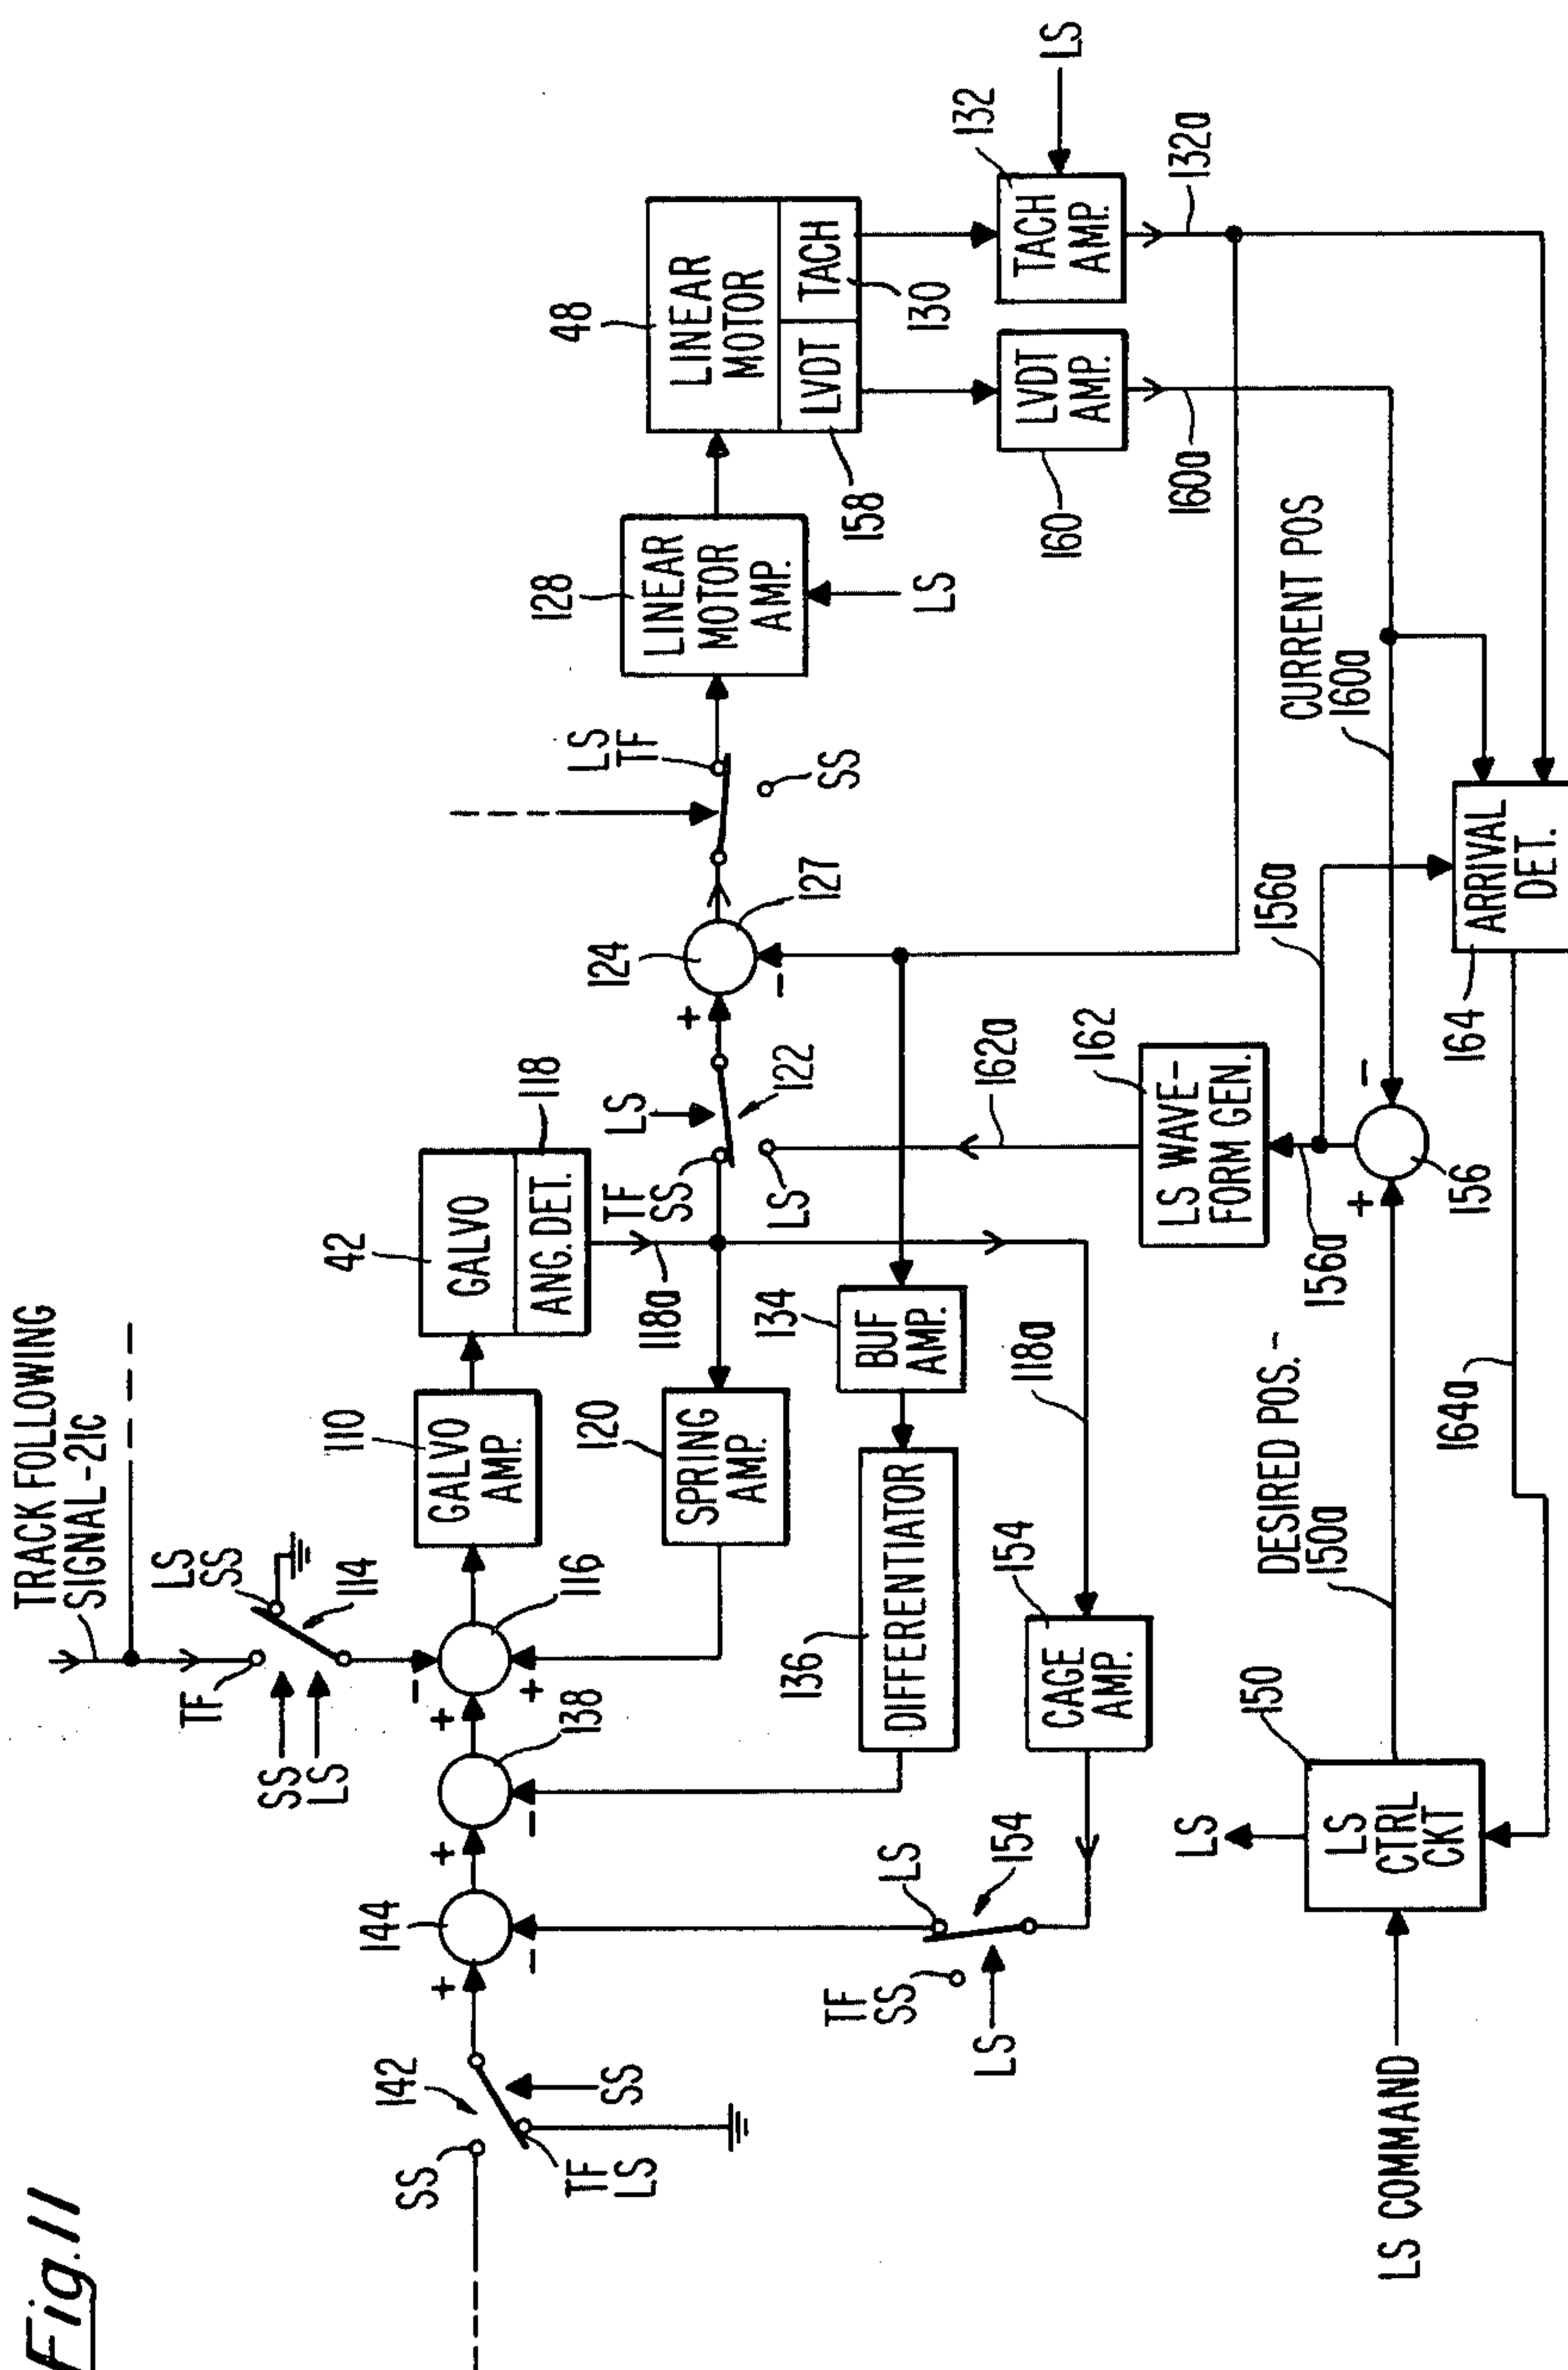 Fig.11
TRACK FOLLOWING
SIGNAL-21c
TF
LS
SS
114
SS
LS
110
GALVO
AMP.
42
GALVO
ANG. DET.
118
118a
SS
142
TF
LS
SS
144
+
-
+
138
-
+
-
116
+
120
SPRING
AMP.
TF
SS
LS
LS
122
124
+
-
127
LS
TF
SS
128
LINEAR
MOTOR
AMP.
LS
48
LINEAR
MOTOR
LVDT
TACH
158
130
132
TACH
AMP.
LS
132a
160
LVDT
AMP.
160a
134
BUF
AMP.
136
DIFFERENTIATOR
118a
154
CAGE
AMP.
LS
154
TF
SS
LS
162a
162
LS WAVE-
FORM GEN.
156a
156a
+
-
156
CURRENT POS
160a
DESIRED POS.-
150a
LS
150
LS
CTRL
CKT
LS COMMAND
164a
164
ARRIVAL
DET.